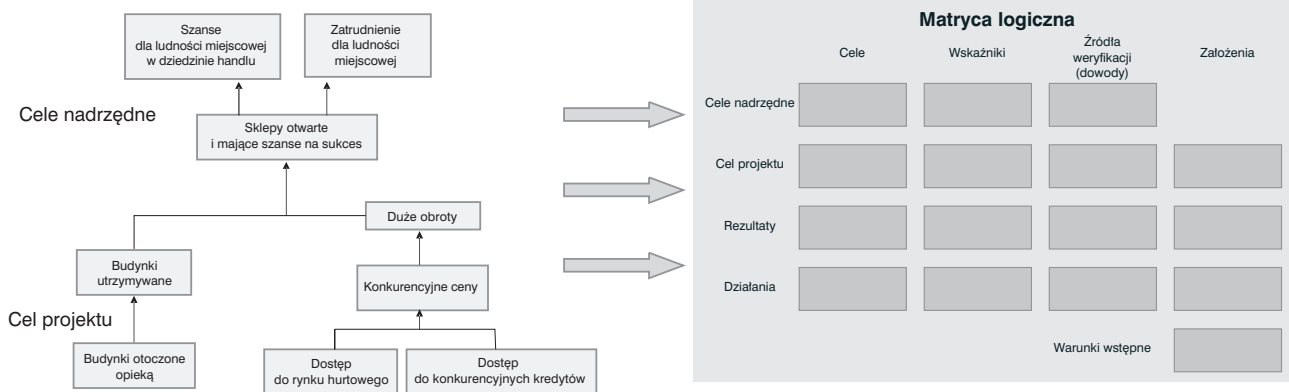 Szanse
dla ludności miejscowej
w dziedzinie handlu
Zatrudnienie
dla ludności
miejscowej
Cele nadrzędne
Sklepy otwarte
i mające szanse na sukces
Duże obroty
Budynki
utrzymywane
Konkurencyjne ceny
Cel projektu
Budynki otoczone
opieką
Dostęp
do rynku hurtowego
Dostęp
do konkurencyjnych kredytów
Matryca logiczna
Cele
Wskaźniki
Źródła
weryfikacji
(dowody)
Założenia
Cele nadrzędne
Cel projektu
Rezultaty
Działania
Warunki wstępne